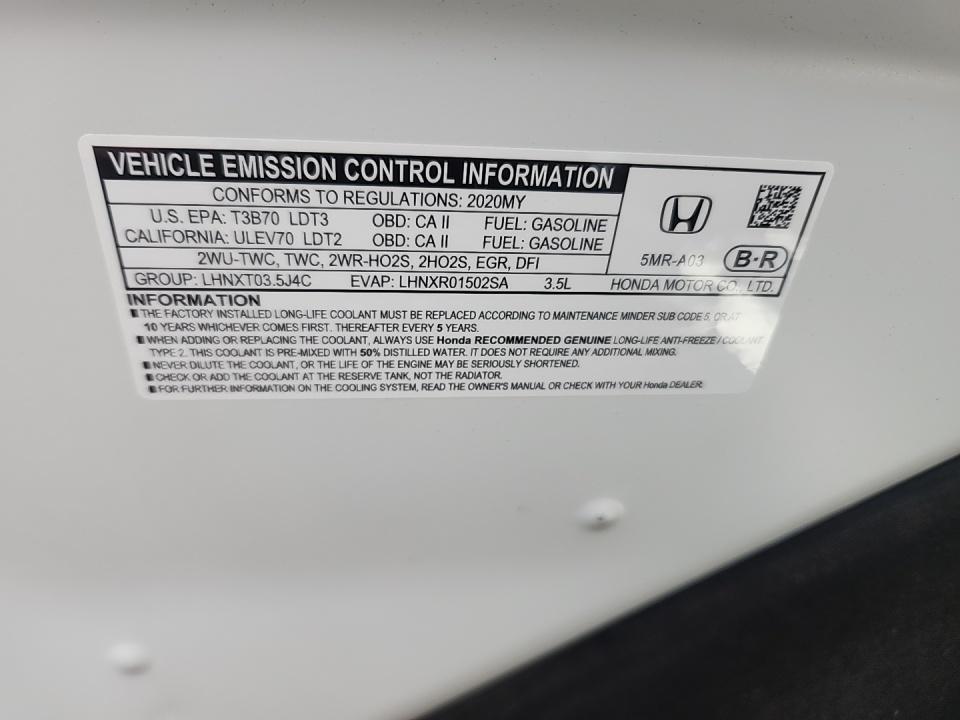 VEHICLE EMISSION CONTROL INFORMATION
CONFORMS TO REGULATIONS: 2020MY
U.S. EPA: T3B70 LDT3 OBD: CA II FUEL: GASOLINE
CALIFORNIA: ULEV70 LDT2 OBD: CA II FUEL: GASOLINE
2WU-TWC, TWC, 2WR-HO2S, 2HO2S, EGR, DFI
5MR-A03 B·R
GROUP: LHNXT03.5J4C EVAP: LHNXR01502SA 3.5L HONDA MOTOR CO., LTD.
INFORMATION
■ THE FACTORY INSTALLED LONG-LIFE COOLANT MUST BE REPLACED ACCORDING TO MAINTENANCE MINDER SUB CODE 5, OR AT
10 YEARS WHICHEVER COMES FIRST. THEREAFTER EVERY 5 YEARS.
■ WHEN ADDING OR REPLACING THE COOLANT, ALWAYS USE Honda RECOMMENDED GENUINE LONG-LIFE ANTI-FREEZE / COOLANT
TYPE 2. THIS COOLANT IS PRE-MIXED WITH 50% DISTILLED WATER. IT DOES NOT REQUIRE ANY ADDITIONAL MIXING.
■ NEVER DILUTE THE COOLANT, OR THE LIFE OF THE ENGINE MAY BE SERIOUSLY SHORTENED.
■ CHECK OR ADD THE COOLANT AT THE RESERVE TANK, NOT THE RADIATOR.
■ FOR FURTHER INFORMATION ON THE COOLING SYSTEM, READ THE OWNER'S MANUAL OR CHECK WITH YOUR Honda DEALER.